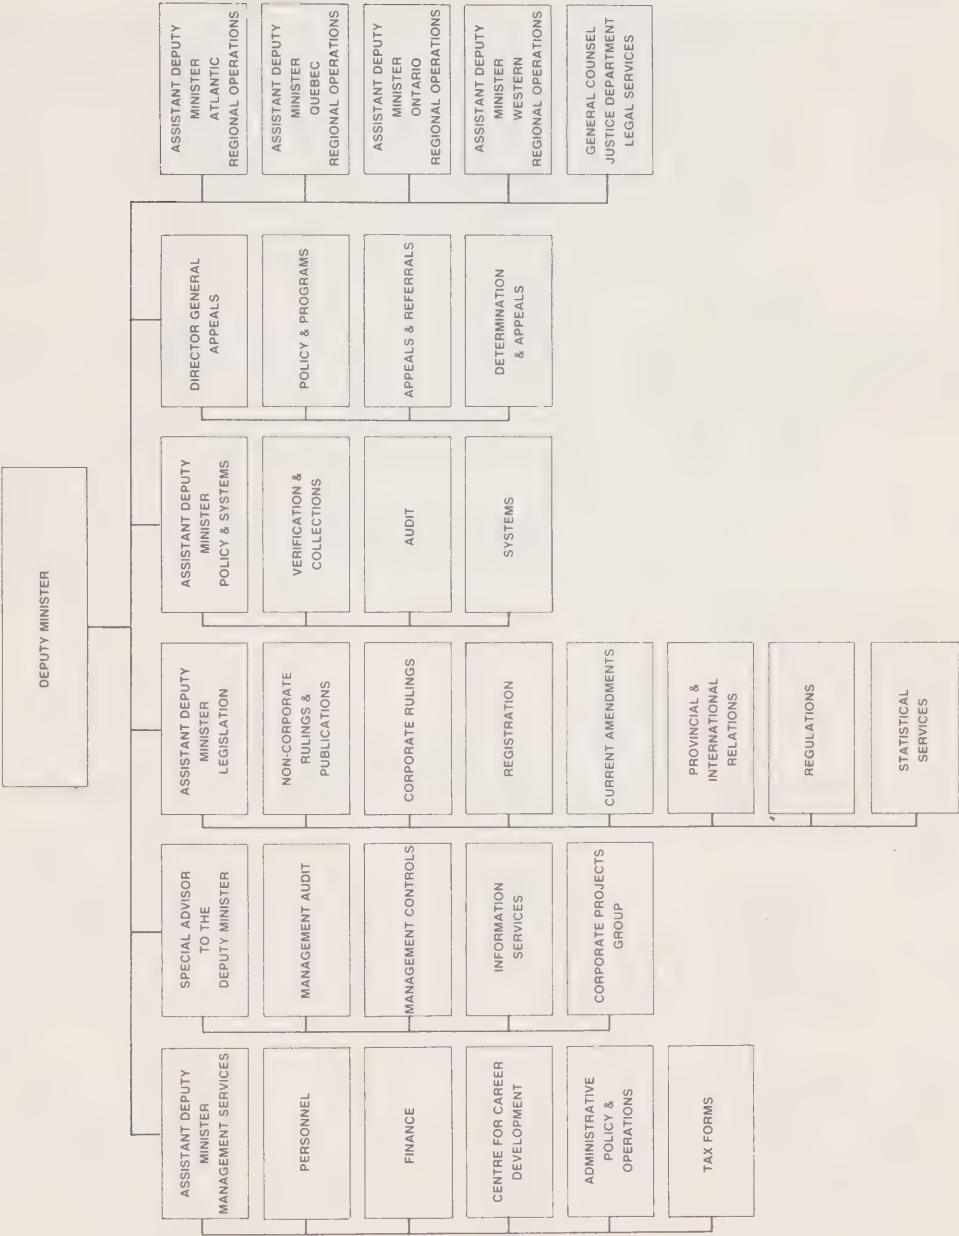 DEPUTY MINISTER
ASSISTANT DEPUTY
MINISTER
MANAGEMENT SERVICES
PERSONNEL
FINANCE
CENTRE FOR CAREER
DEVELOPMENT
ADMINISTRATIVE
POLICY &
OPERATIONS
TAX FORMS
SPECIAL ADVISOR
TO THE
DEPUTY MINISTER
MANAGEMENT AUDIT
MANAGEMENT CONTROLS
INFORMATION
SERVICES
CORPORATE PROJECTS
GROUP
ASSISTANT DEPUTY
MINISTER
LEGISLATION
NON-CORPORATE
RULINGS &
PUBLICATIONS
CORPORATE RULINGS
REGISTRATION
CURRENT AMENDMENTS
PROVINCIAL &
INTERNATIONAL
RELATIONS
REGULATIONS
STATISTICAL
SERVICES
ASSISTANT DEPUTY
MINISTER
POLICY & SYSTEMS
VERIFICATION &
COLLECTIONS
AUDIT
SYSTEMS
DIRECTOR GENERAL
APPEALS
POLICY & PROGRAMS
APPEALS & REFERRALS
DETERMINATION
& APPEALS
ASSISTANT DEPUTY
MINISTER
ATLANTIC
REGIONAL OPERATIONS
ASSISTANT DEPUTY
MINISTER
QUEBEC
REGIONAL OPERATIONS
ASSISTANT DEPUTY
MINISTER
ONTARIO
REGIONAL OPERATIONS
ASSISTANT DEPUTY
MINISTER
WESTERN
REGIONAL OPERATIONS
GENERAL COUNSEL
JUSTICE DEPARTMENT
LEGAL SERVICES